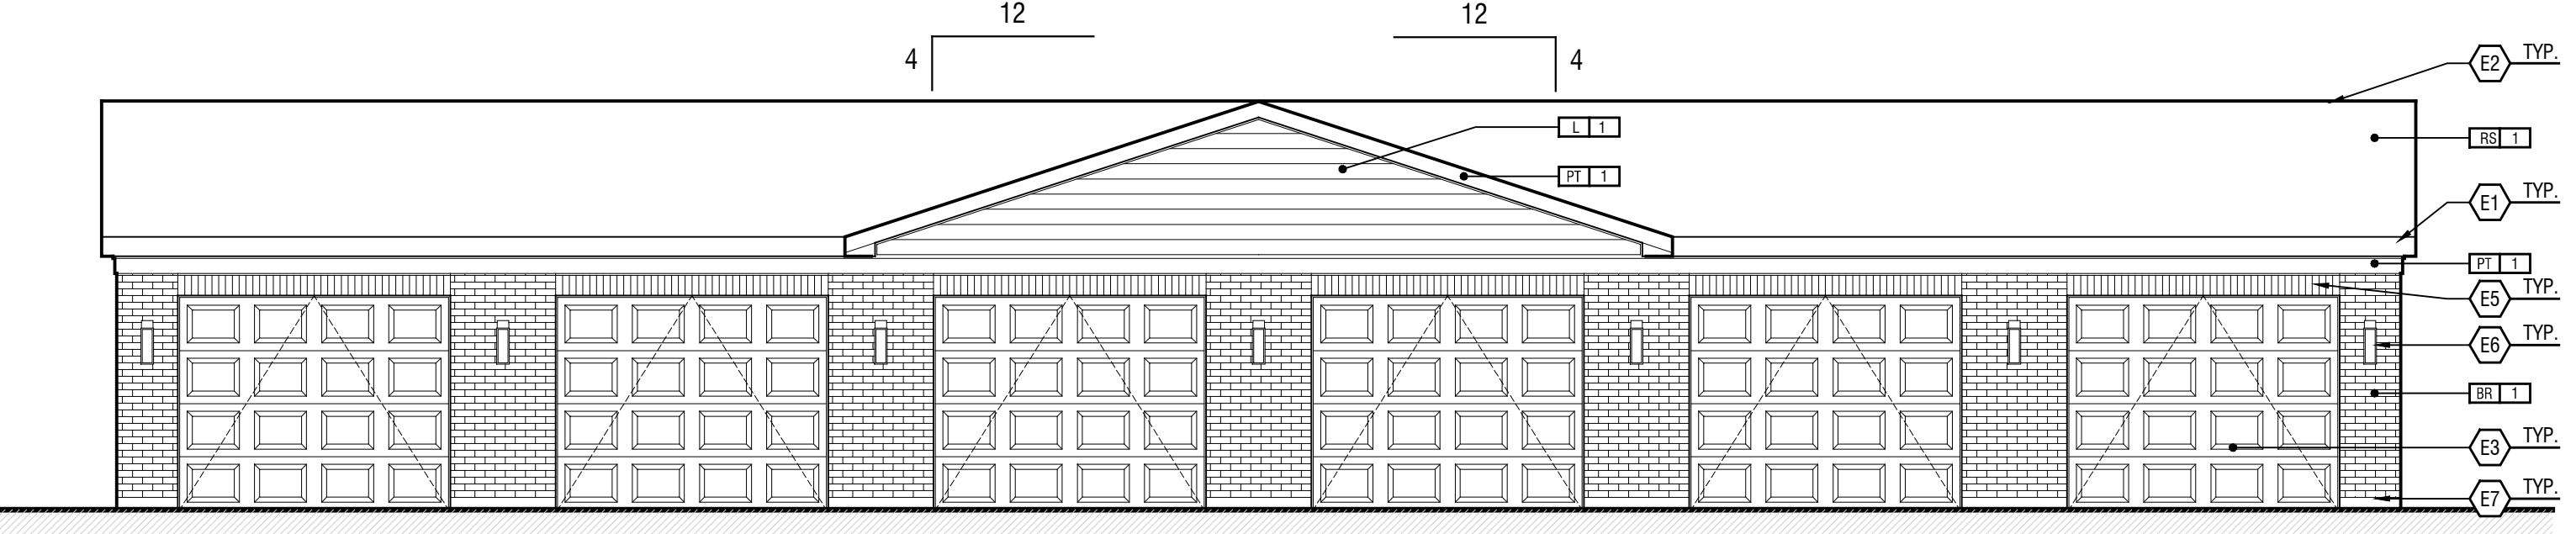 12
12
4
4
E2 TYP.
L 1
RS 1
PT 1
E1 TYP.
PT 1
E5 TYP.
E6 TYP.
BR 1
E3 TYP.
E7 TYP.